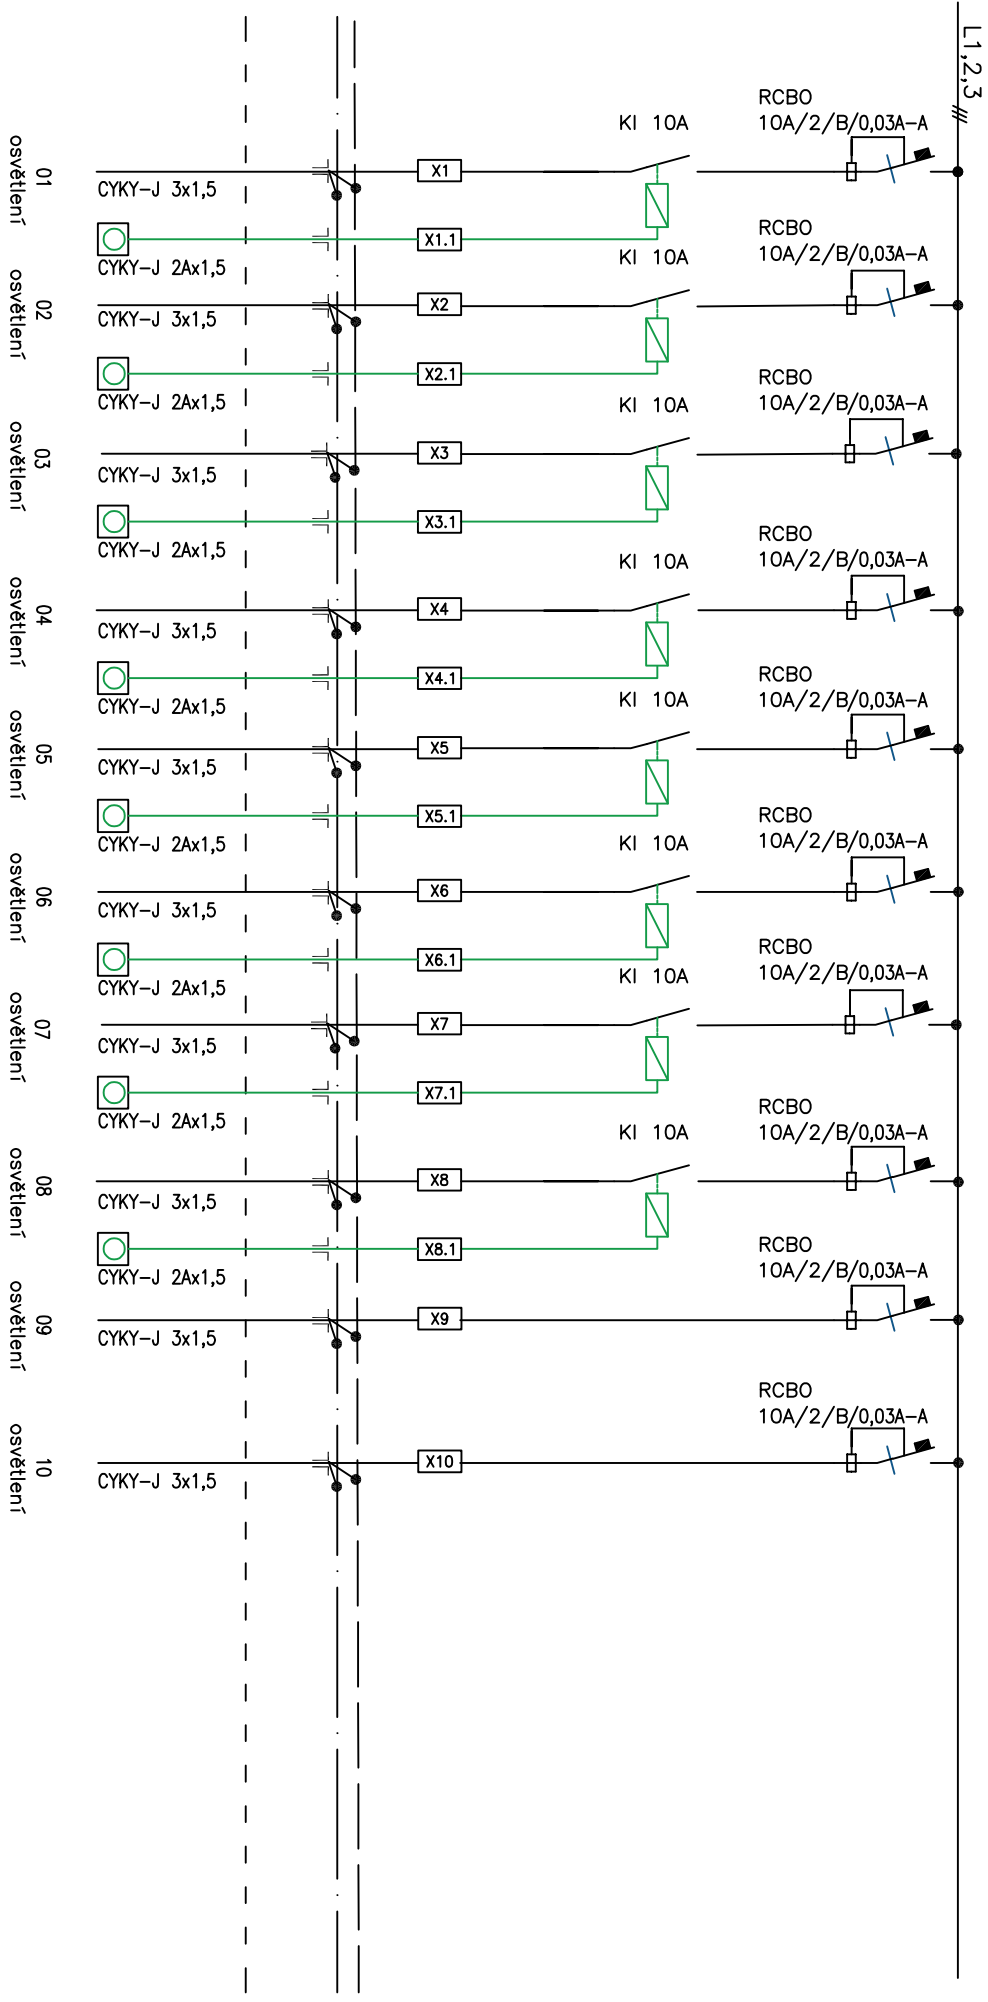 L1,2,3
RCBO
KI 10A
10A/2/B/0,03A-A
01
osvětlení
X1
CYKY-J 3x1,5
X1.1
CYKY-J 2Ax1,5
RCBO
KI 10A
10A/2/B/0,03A-A
02
osvětlení
X2
CYKY-J 3x1,5
X2.1
CYKY-J 2Ax1,5
RCBO
KI 10A
10A/2/B/0,03A-A
03
osvětlení
X3
CYKY-J 3x1,5
X3.1
CYKY-J 2Ax1,5
RCBO
KI 10A
10A/2/B/0,03A-A
04
osvětlení
X4
CYKY-J 3x1,5
X4.1
CYKY-J 2Ax1,5
RCBO
KI 10A
10A/2/B/0,03A-A
05
osvětlení
X5
CYKY-J 3x1,5
X5.1
CYKY-J 2Ax1,5
RCBO
KI 10A
10A/2/B/0,03A-A
06
osvětlení
X6
CYKY-J 3x1,5
X6.1
CYKY-J 2Ax1,5
RCBO
KI 10A
10A/2/B/0,03A-A
07
osvětlení
X7
CYKY-J 3x1,5
X7.1
CYKY-J 2Ax1,5
RCBO
KI 10A
10A/2/B/0,03A-A
08
osvětlení
X8
CYKY-J 3x1,5
X8.1
CYKY-J 2Ax1,5
RCBO
10A/2/B/0,03A-A
09
osvětlení
X9
CYKY-J 3x1,5
RCBO
10A/2/B/0,03A-A
10
osvětlení
X10
CYKY-J 3x1,5